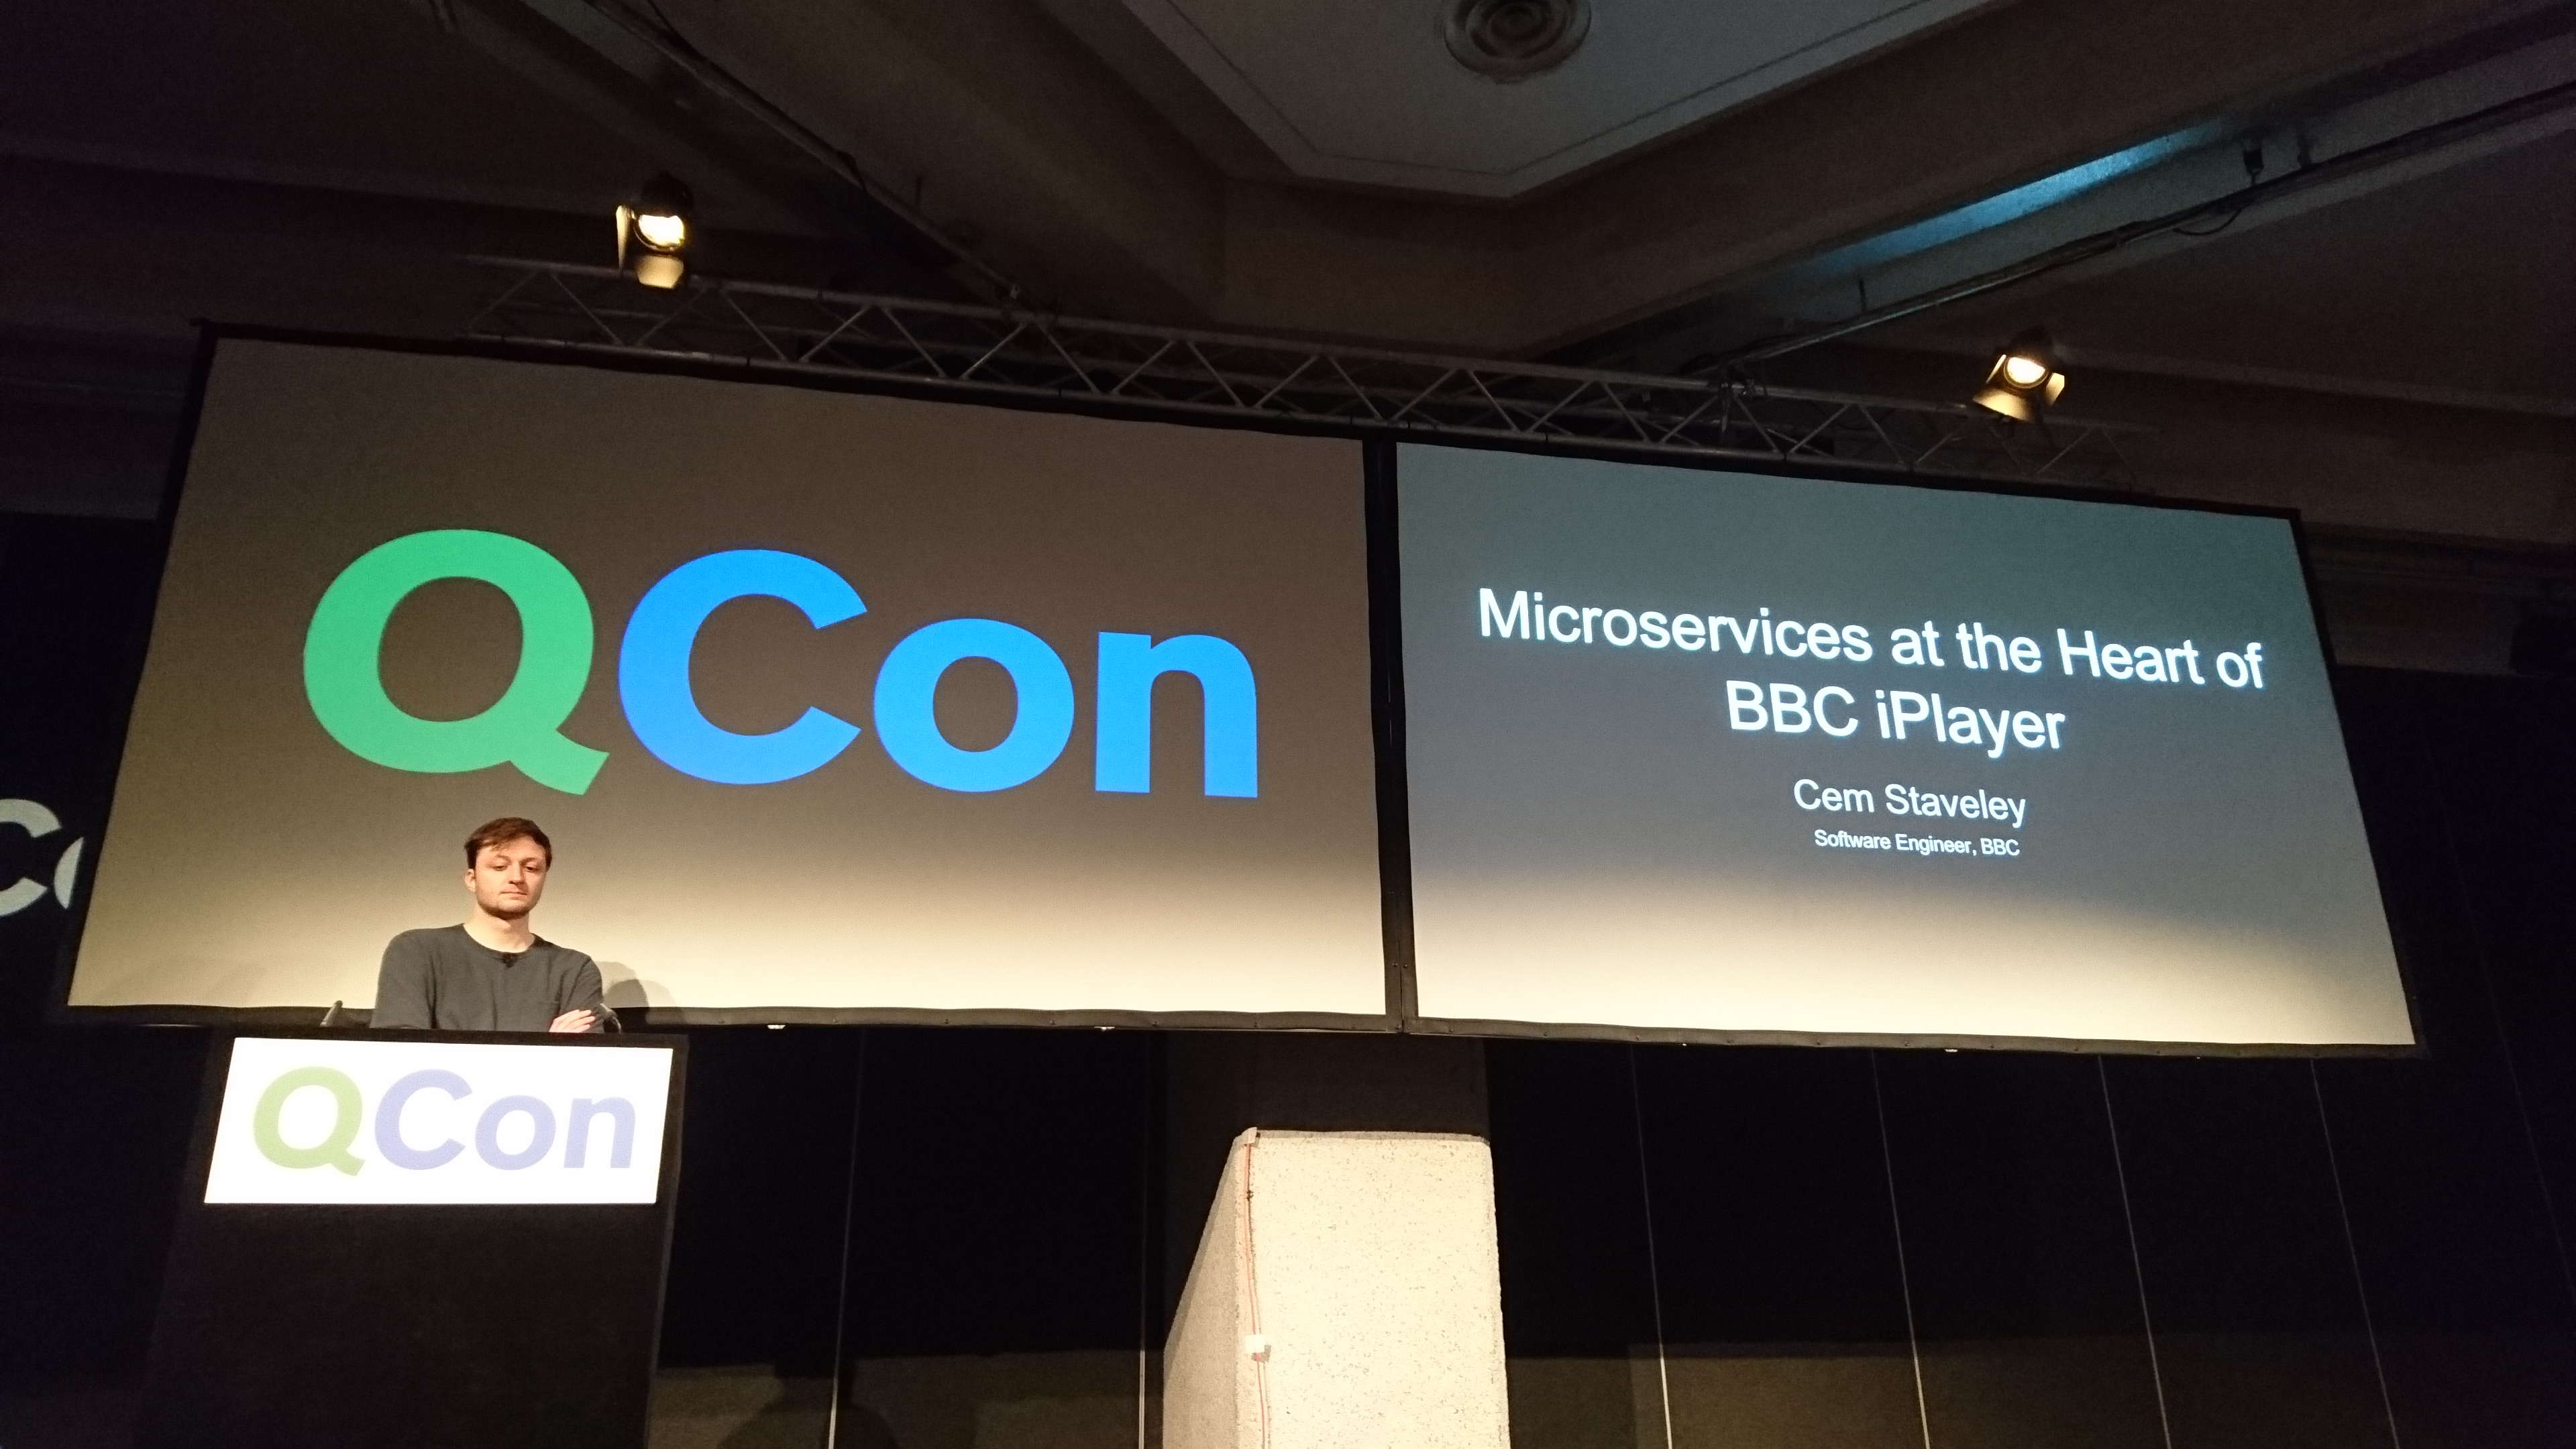 QCon
Microservices at the Heart of
BBC iPlayer
Cem Staveley
Software Engineer, BBC
QCon